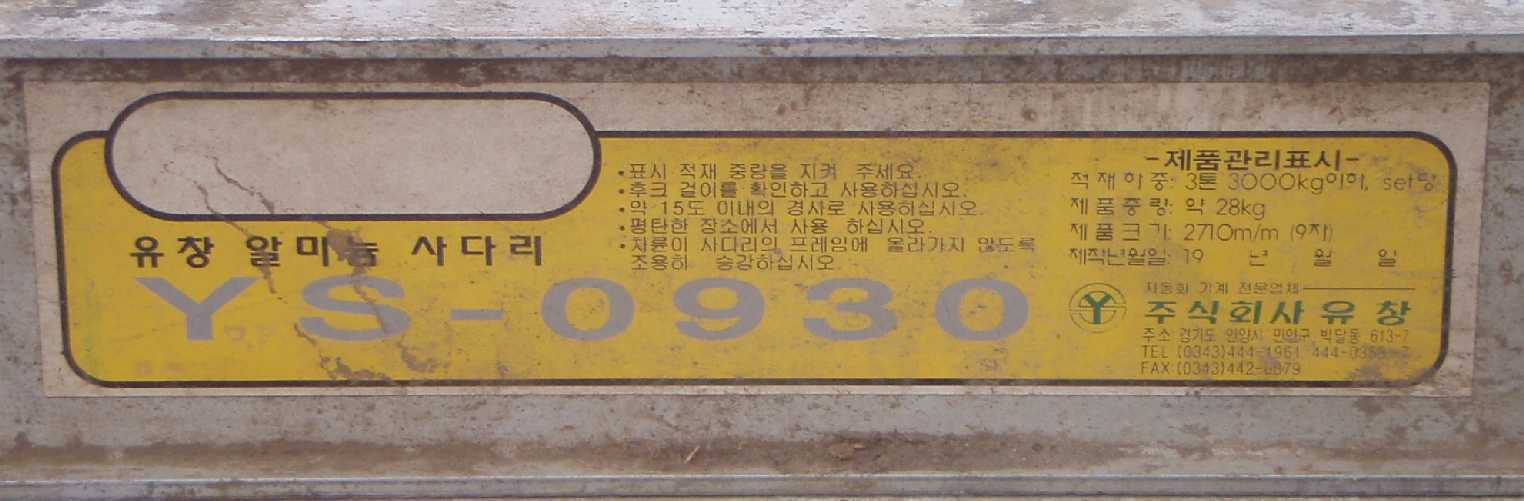 유창 알미늄 사다리
YS-0930
·표시 적재 중량을 지켜 주세요.
·후크 걸이를 확인하고 사용하십시오.
·약 15도 이내의 경사로 사용하십시오.
·평탄한 장소에서 사용 하십시오.
·차륜이 사다리의 프레임에 올라가지 않도록
조용히 승강하십시오.
-제품관리표시-
적재하중: 3톤 3000kg이하, set당
제품중량: 약 28kg
제품크기: 2710m/m (9자)
제작년월일: 19 년 월 일
자동화 기계 전문업체
주식회사유창
주소 경기도 안양시 만안구 박달동 613-7
TEL (0343)444-1961 444-
FAX (0343)442-